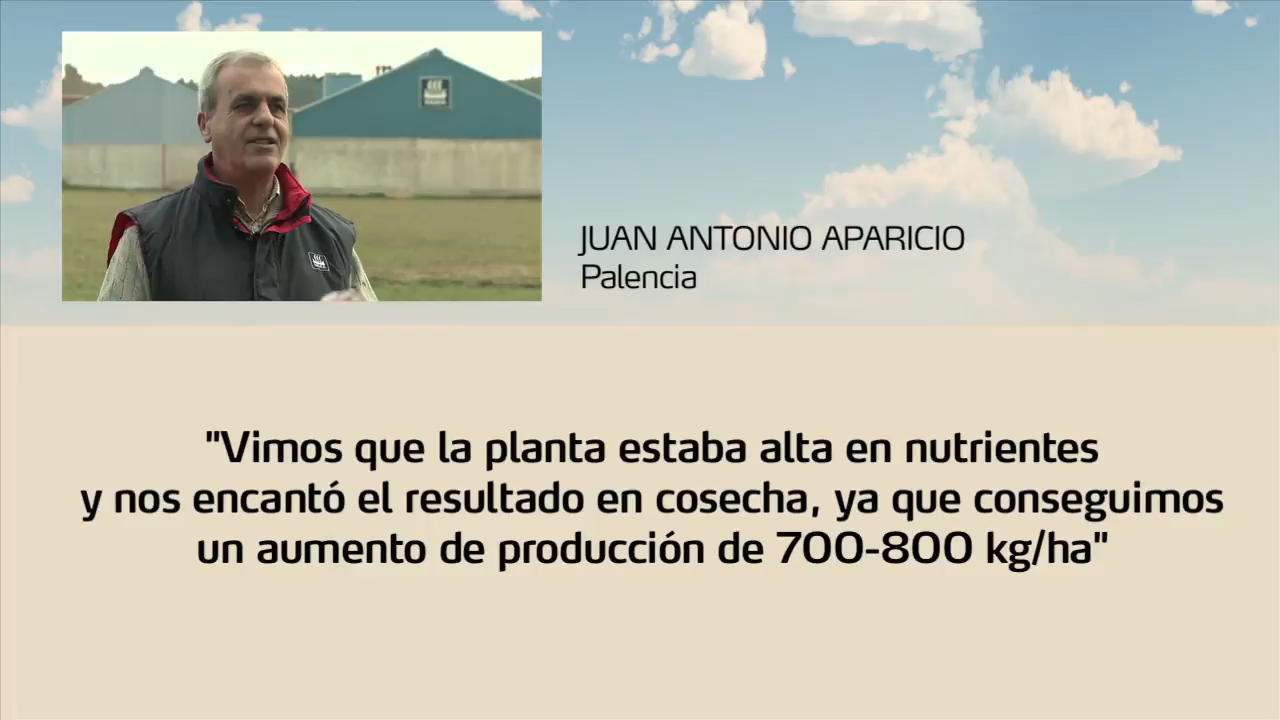 JUAN ANTONIO APARICIO
Palencia
"Vimos que la planta estaba alta en nutrientes
y nos encantó el resultado en cosecha, ya que conseguimos
un aumento de producción de 700-800 kg/ha"